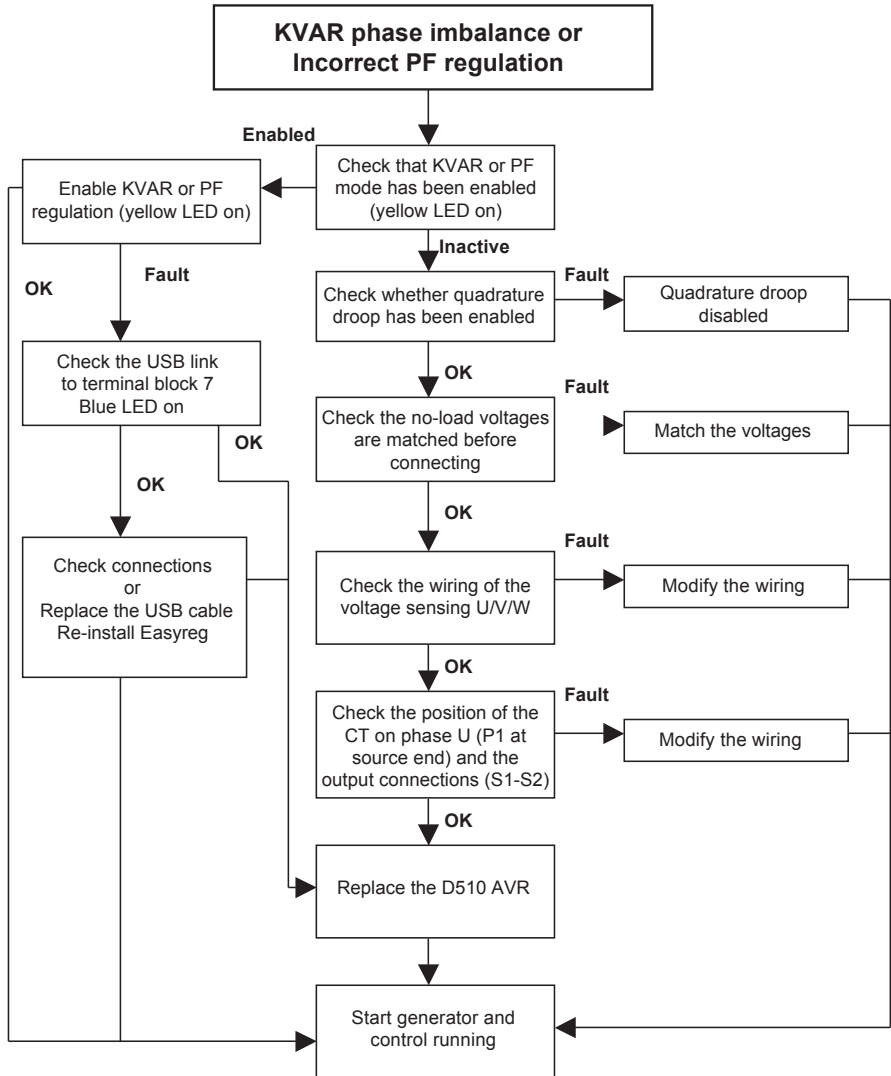 KVAR phase imbalance or
Incorrect PF regulation
Enabled
Check that KVAR or PF
mode has been enabled
(yellow LED on)
Enable KVAR or PF
regulation (yellow LED on)
Inactive
OK
Fault
Check whether quadrature
droop has been enabled
Fault
Quadrature droop
disabled
Check the USB link
to terminal block 7
Blue LED on
OK
OK
OK
Check the no-load voltages
are matched before
connecting
Fault
Match the voltages
OK
Check connections
or
Replace the USB cable
Re-install Easyreg
Check the wiring of the
voltage sensing U/V/W
Fault
Modify the wiring
OK
Check the position of the
CT on phase U (P1 at
source end) and the
output connections (S1-S2)
Fault
Modify the wiring
OK
Replace the D510 AVR
Start generator and
control running